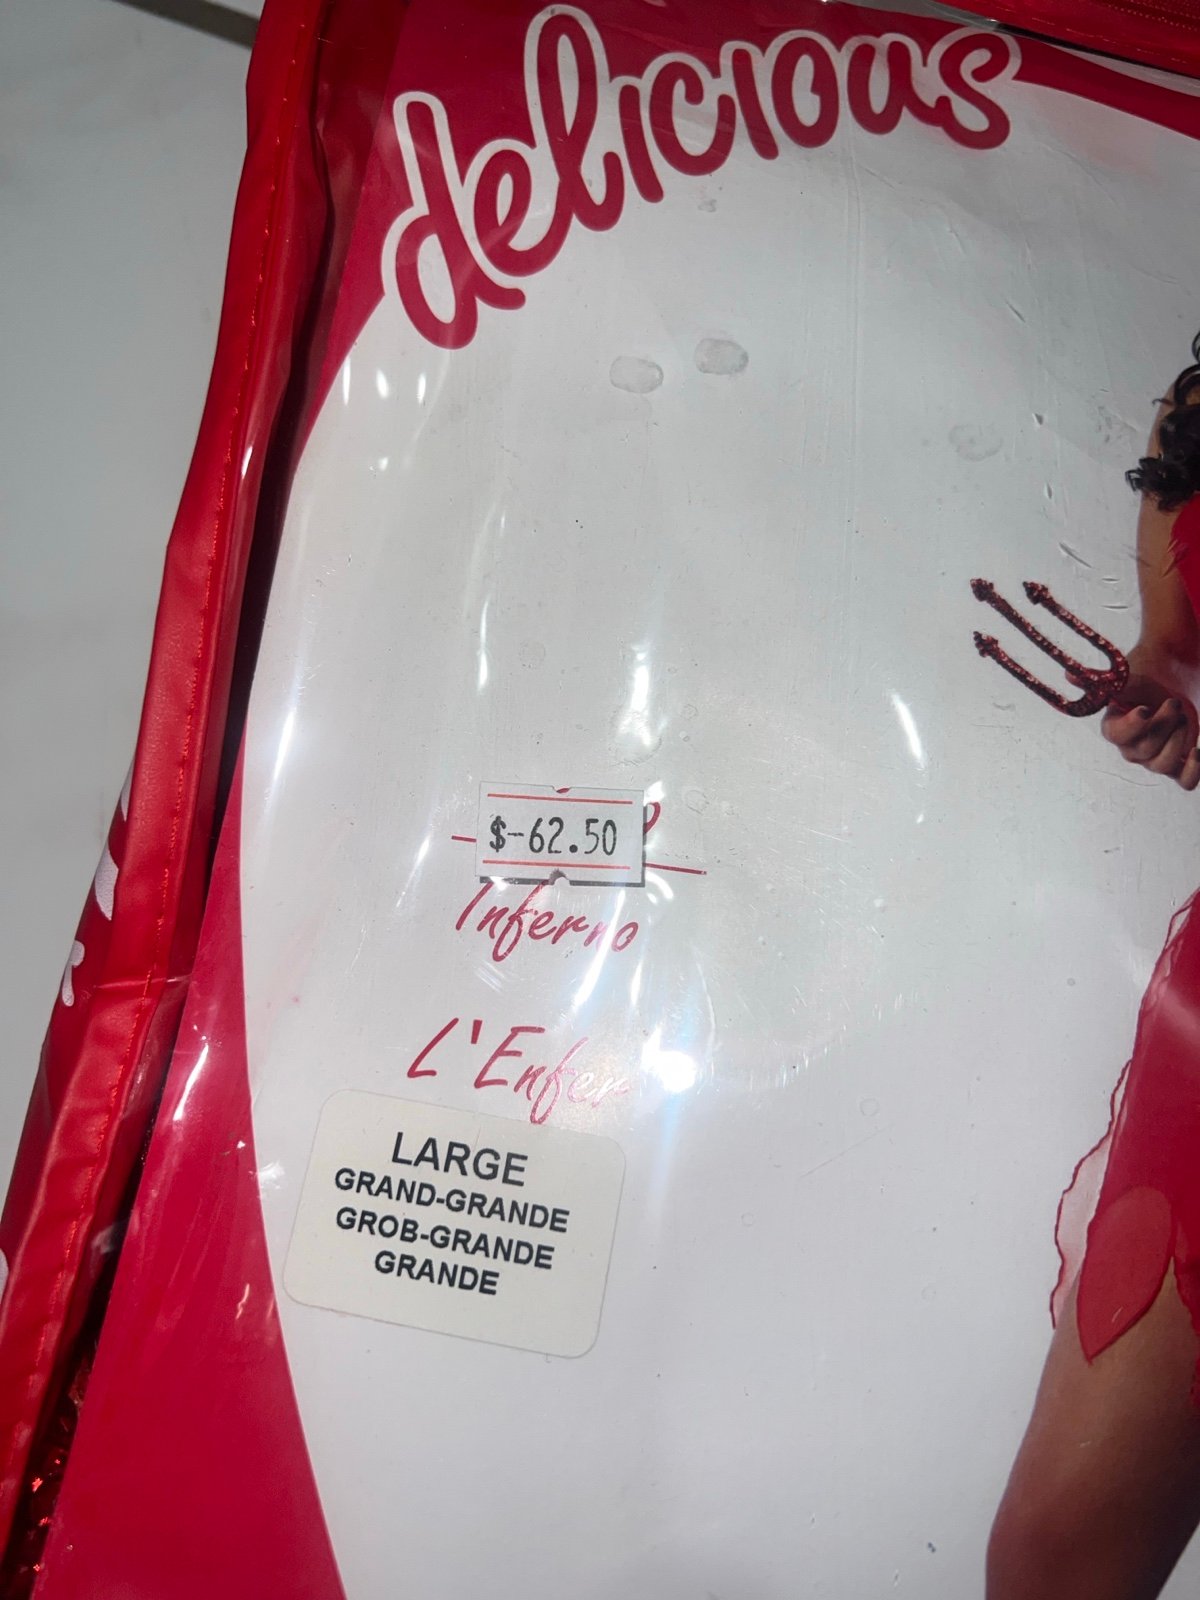 delicious
$-62.50
Inferno
L'Enfer
LARGE
GRAND-GRANDE
GROB-GRANDE
GRANDE